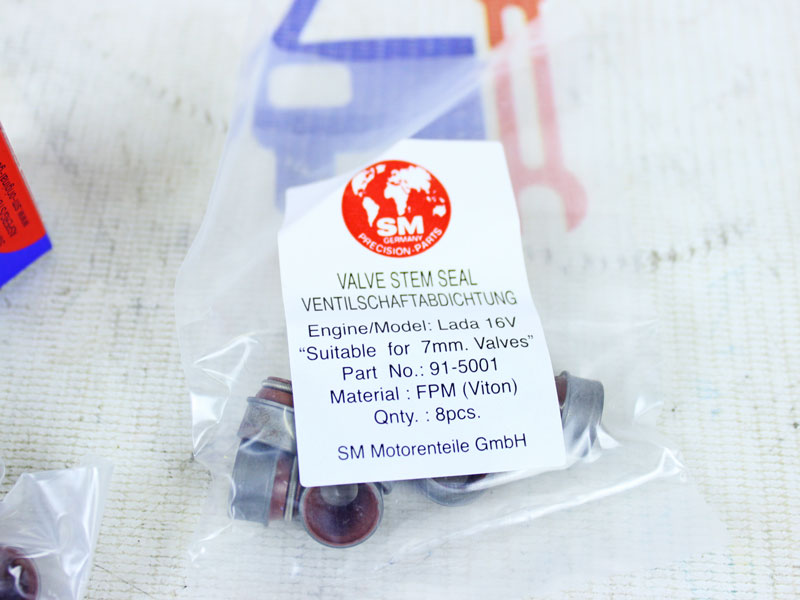 SM
GERMANY
PRECISION-PARTS
VALVE STEM SEAL
VENTILSCHAFTABDICHTUNG
Engine/Model: Lada 16V
"Suitable for 7mm. Valves"
Part No.: 91-5001
Material : FPM (Viton)
Qnty. : 8pcs.
SM Motorenteile GmbH